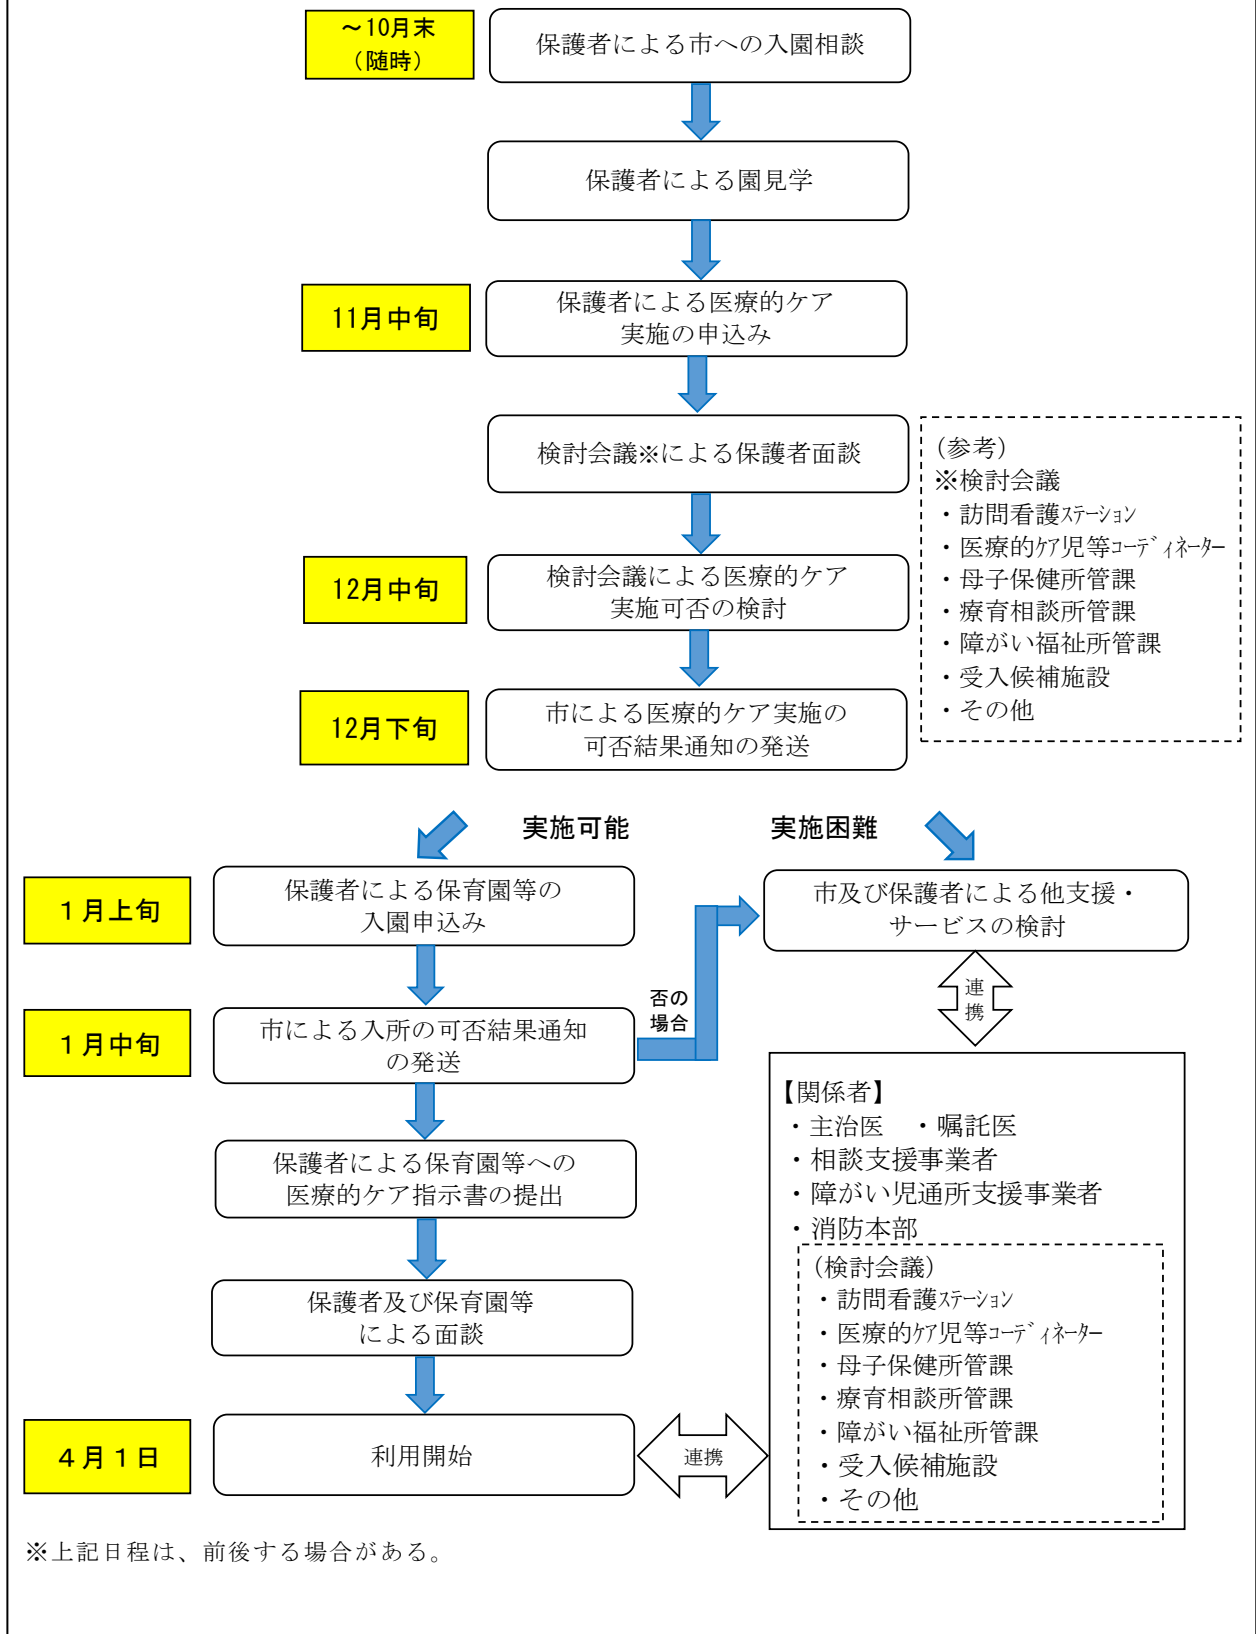 ～10月末
（随時）
保護者による市への入園相談
保護者による園見学
11月中旬
保護者による医療的ケア
実施の申込み
検討会議※による保護者面談
（参考）
※検討会議
・訪問看護ｽﾃｰｼｮﾝ
・医療的ｹｱ児等ｺｰﾃﾞｨﾈｰﾀｰ
・母子保健所管課
・療育相談所管課
・障がい福祉所管課
・受入候補施設
・その他
12月中旬
検討会議による医療的ケア
実施可否の検討
12月下旬
市による医療的ケア実施の
可否結果通知の発送
実施可能
実施困難
１月上旬
保護者による保育園等の
入園申込み
市及び保護者による他支援・
サービスの検討
否の
場合
連
携
１月中旬
市による入所の可否結果通知
の発送
保護者による保育園等への
医療的ケア指示書の提出
保護者及び保育園等
による面談
４月１日
利用開始
連携
【関係者】
・主治医　・嘱託医
・相談支援事業者
・障がい児通所支援事業者
・消防本部
（検討会議）
・訪問看護ｽﾃｰｼｮﾝ
・医療的ｹｱ児等ｺｰﾃﾞｨﾈｰﾀｰ
・母子保健所管課
・療育相談所管課
・障がい福祉所管課
・受入候補施設
・その他
※上記日程は、前後する場合がある。